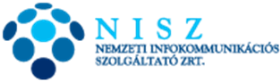 NISZ
NEMZETI INFOKOMMUNIKÁCIÓS
SZOLGÁLTATÓ ZRT.